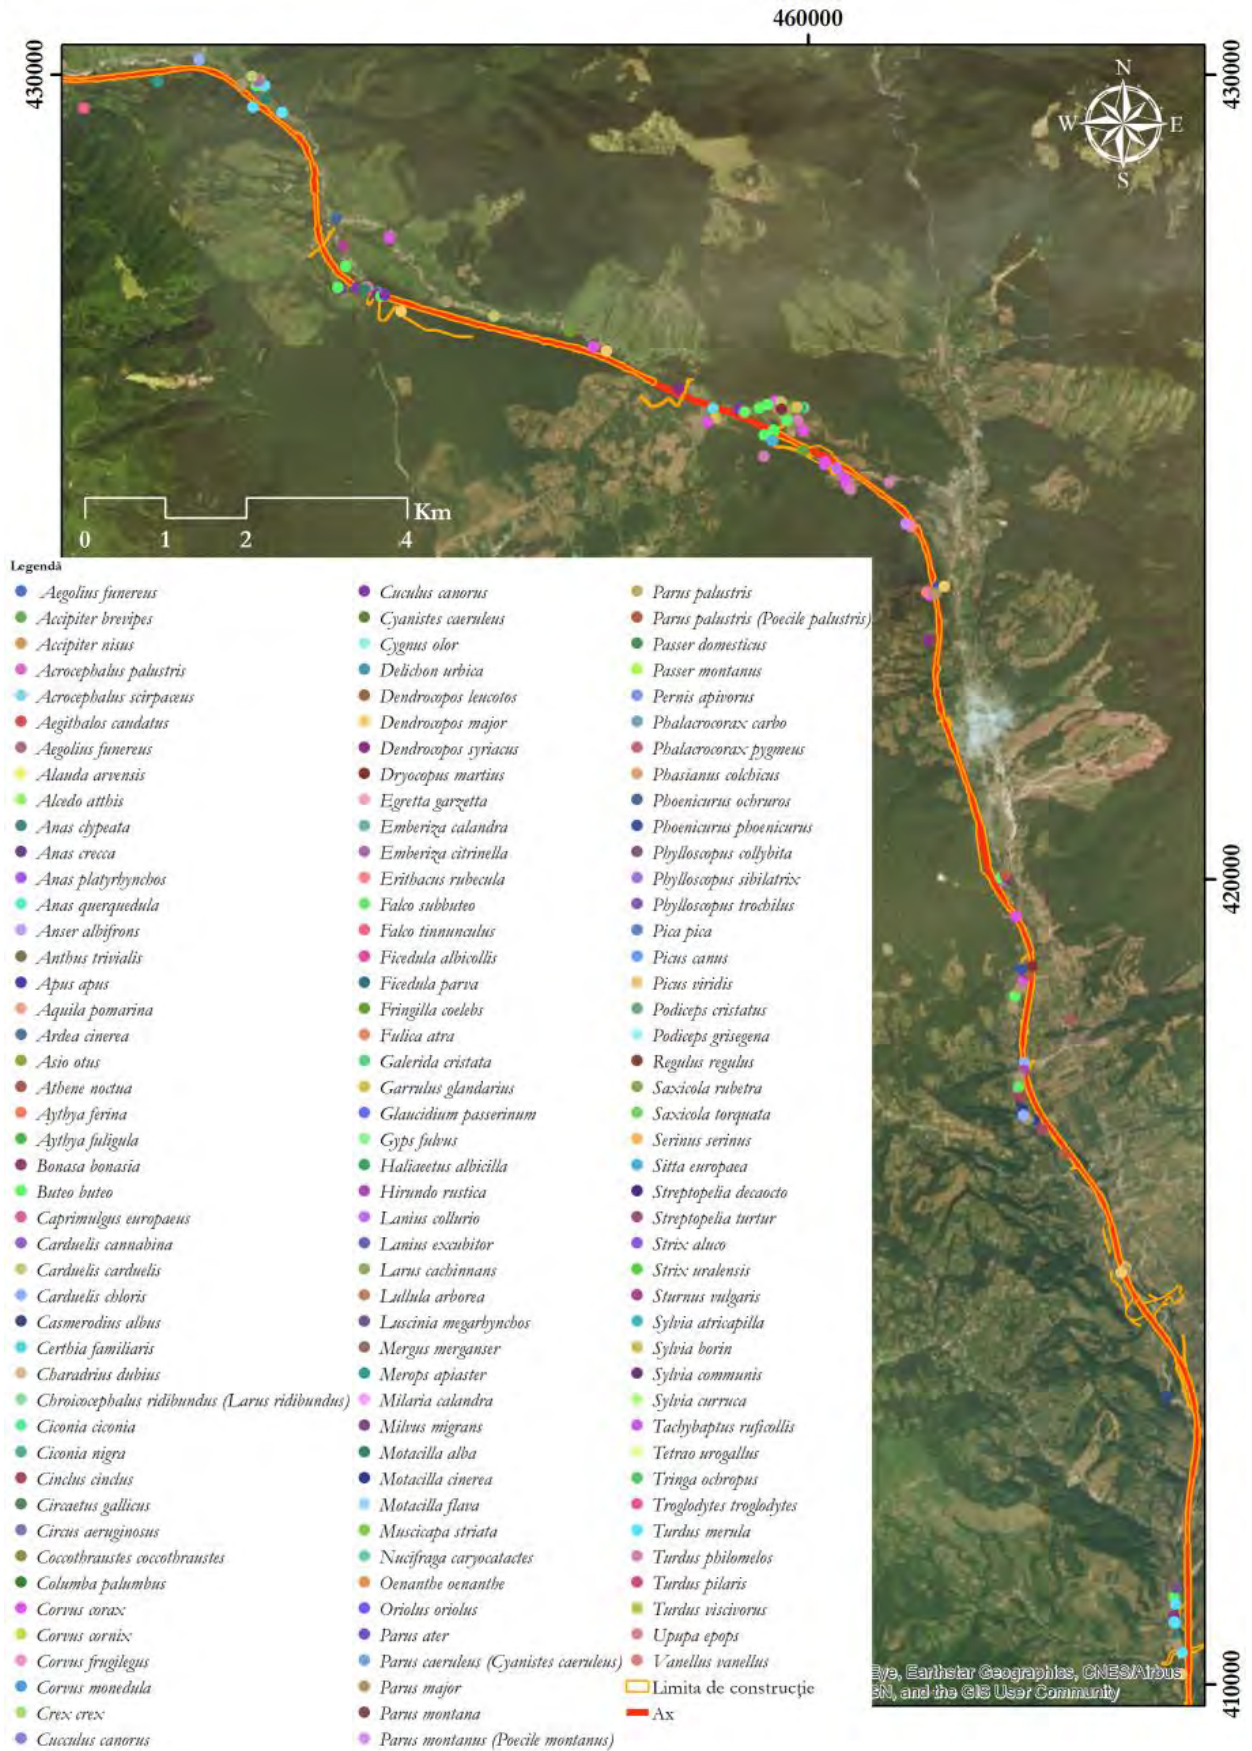 460000
430000
430000
N
W E
S
Km
0 1 2 4
Legendă
Aegolius funereus
Accipiter brevipes
Accipiter nisus
Acrocephalus palustris
Acrocephalus scirpaceus
Aegithalos caudatus
Aegolius funereus
Alauda arvensis
Alcedo atthis
Anas clypeata
Anas crecca
Anas platyrhynchos
Anas querquedula
Anser albifrons
Anthus trivialis
Apus apus
Aquila pomarina
Ardea cinerea
Asio otus
Athene noctua
Aythya ferina
Aythya fuligula
Bonasa bonasia
Buteo buteo
Caprimulgus europaeus
Carduelis cannabina
Carduelis carduelis
Carduelis chloris
Casmerodius albus
Certhia familiaris
Charadrius dubius
Chroicocephalus ridibundus (Larus ridibundus)
Ciconia ciconia
Ciconia nigra
Cinclus cinclus
Circaetus gallicus
Circus aeruginosus
Coccothraustes coccothraustes
Columba palumbus
Corvus corax
Corvus cornix
Corvus frugilegus
Corvus monedula
Crex crex
Cucculus canorus
Cuculus canorus
Cyanistes caeruleus
Cygnus olor
Delichon urbica
Dendrocopos leucotos
Dendrocopos major
Dendrocopos syriacus
Dryocopus martius
Egretta garzetta
Emberiza calandra
Emberiza citrinella
Erithacus rubecula
Falco subbuteo
Falco tinnunculus
Ficedula albicollis
Ficedula parva
Fringilla coelebs
Fulica atra
Galerida cristata
Garrulus glandarius
Glaucidium passerinum
Gyps fulvus
Haliaeetus albicilla
Hirundo rustica
Lanius collurio
Lanius excubitor
Larus cachinnans
Lullula arborea
Luscinia megarhynchos
Mergus merganser
Merops apiaster
Milaria calandra
Milvus migrans
Motacilla alba
Motacilla cinerea
Motacilla flava
Muscicapa striata
Nucifraga caryocatactes
Oenanthe oenanthe
Oriolus oriolus
Parus ater
Parus caeruleus (Cyanistes caeruleus)
Parus major
Parus montana
Parus montanus (Poecile montanus)
Parus palustris
Parus palustris (Poecile palustris)
Passer domesticus
Passer montanus
Pernis apivorus
Phalacrocorax carbo
Phalacrocorax pygmeus
Phasianus colchicus
Phoenicurus ochruros
Phoenicurus phoenicurus
Phylloscopus collybita
Phylloscopus sibilatrix
Phylloscopus trochilus
Pica pica
Picus canus
Picus viridis
Podiceps cristatus
Podiceps grisegena
Regulus regulus
Saxicola rubetra
Saxicola torquata
Serinus serinus
Sitta europaea
Streptopelia decaocto
Streptopelia turtur
Strix aluco
Strix uralensis
Sturnus vulgaris
Sylvia atricapilla
Sylvia borin
Sylvia communis
Sylvia curruca
Tachybaptus ruficollis
Tetrao urogallus
Tringa ochropus
Troglodytes troglodytes
Turdus merula
Turdus philomelos
Turdus pilaris
Turdus viscivorus
Upupa epops
Vanellus vanellus
Limita de construcție
Ax
420000
410000
Eye, Earthstar Geographics, CNES/Airbus
and the GIS User Community